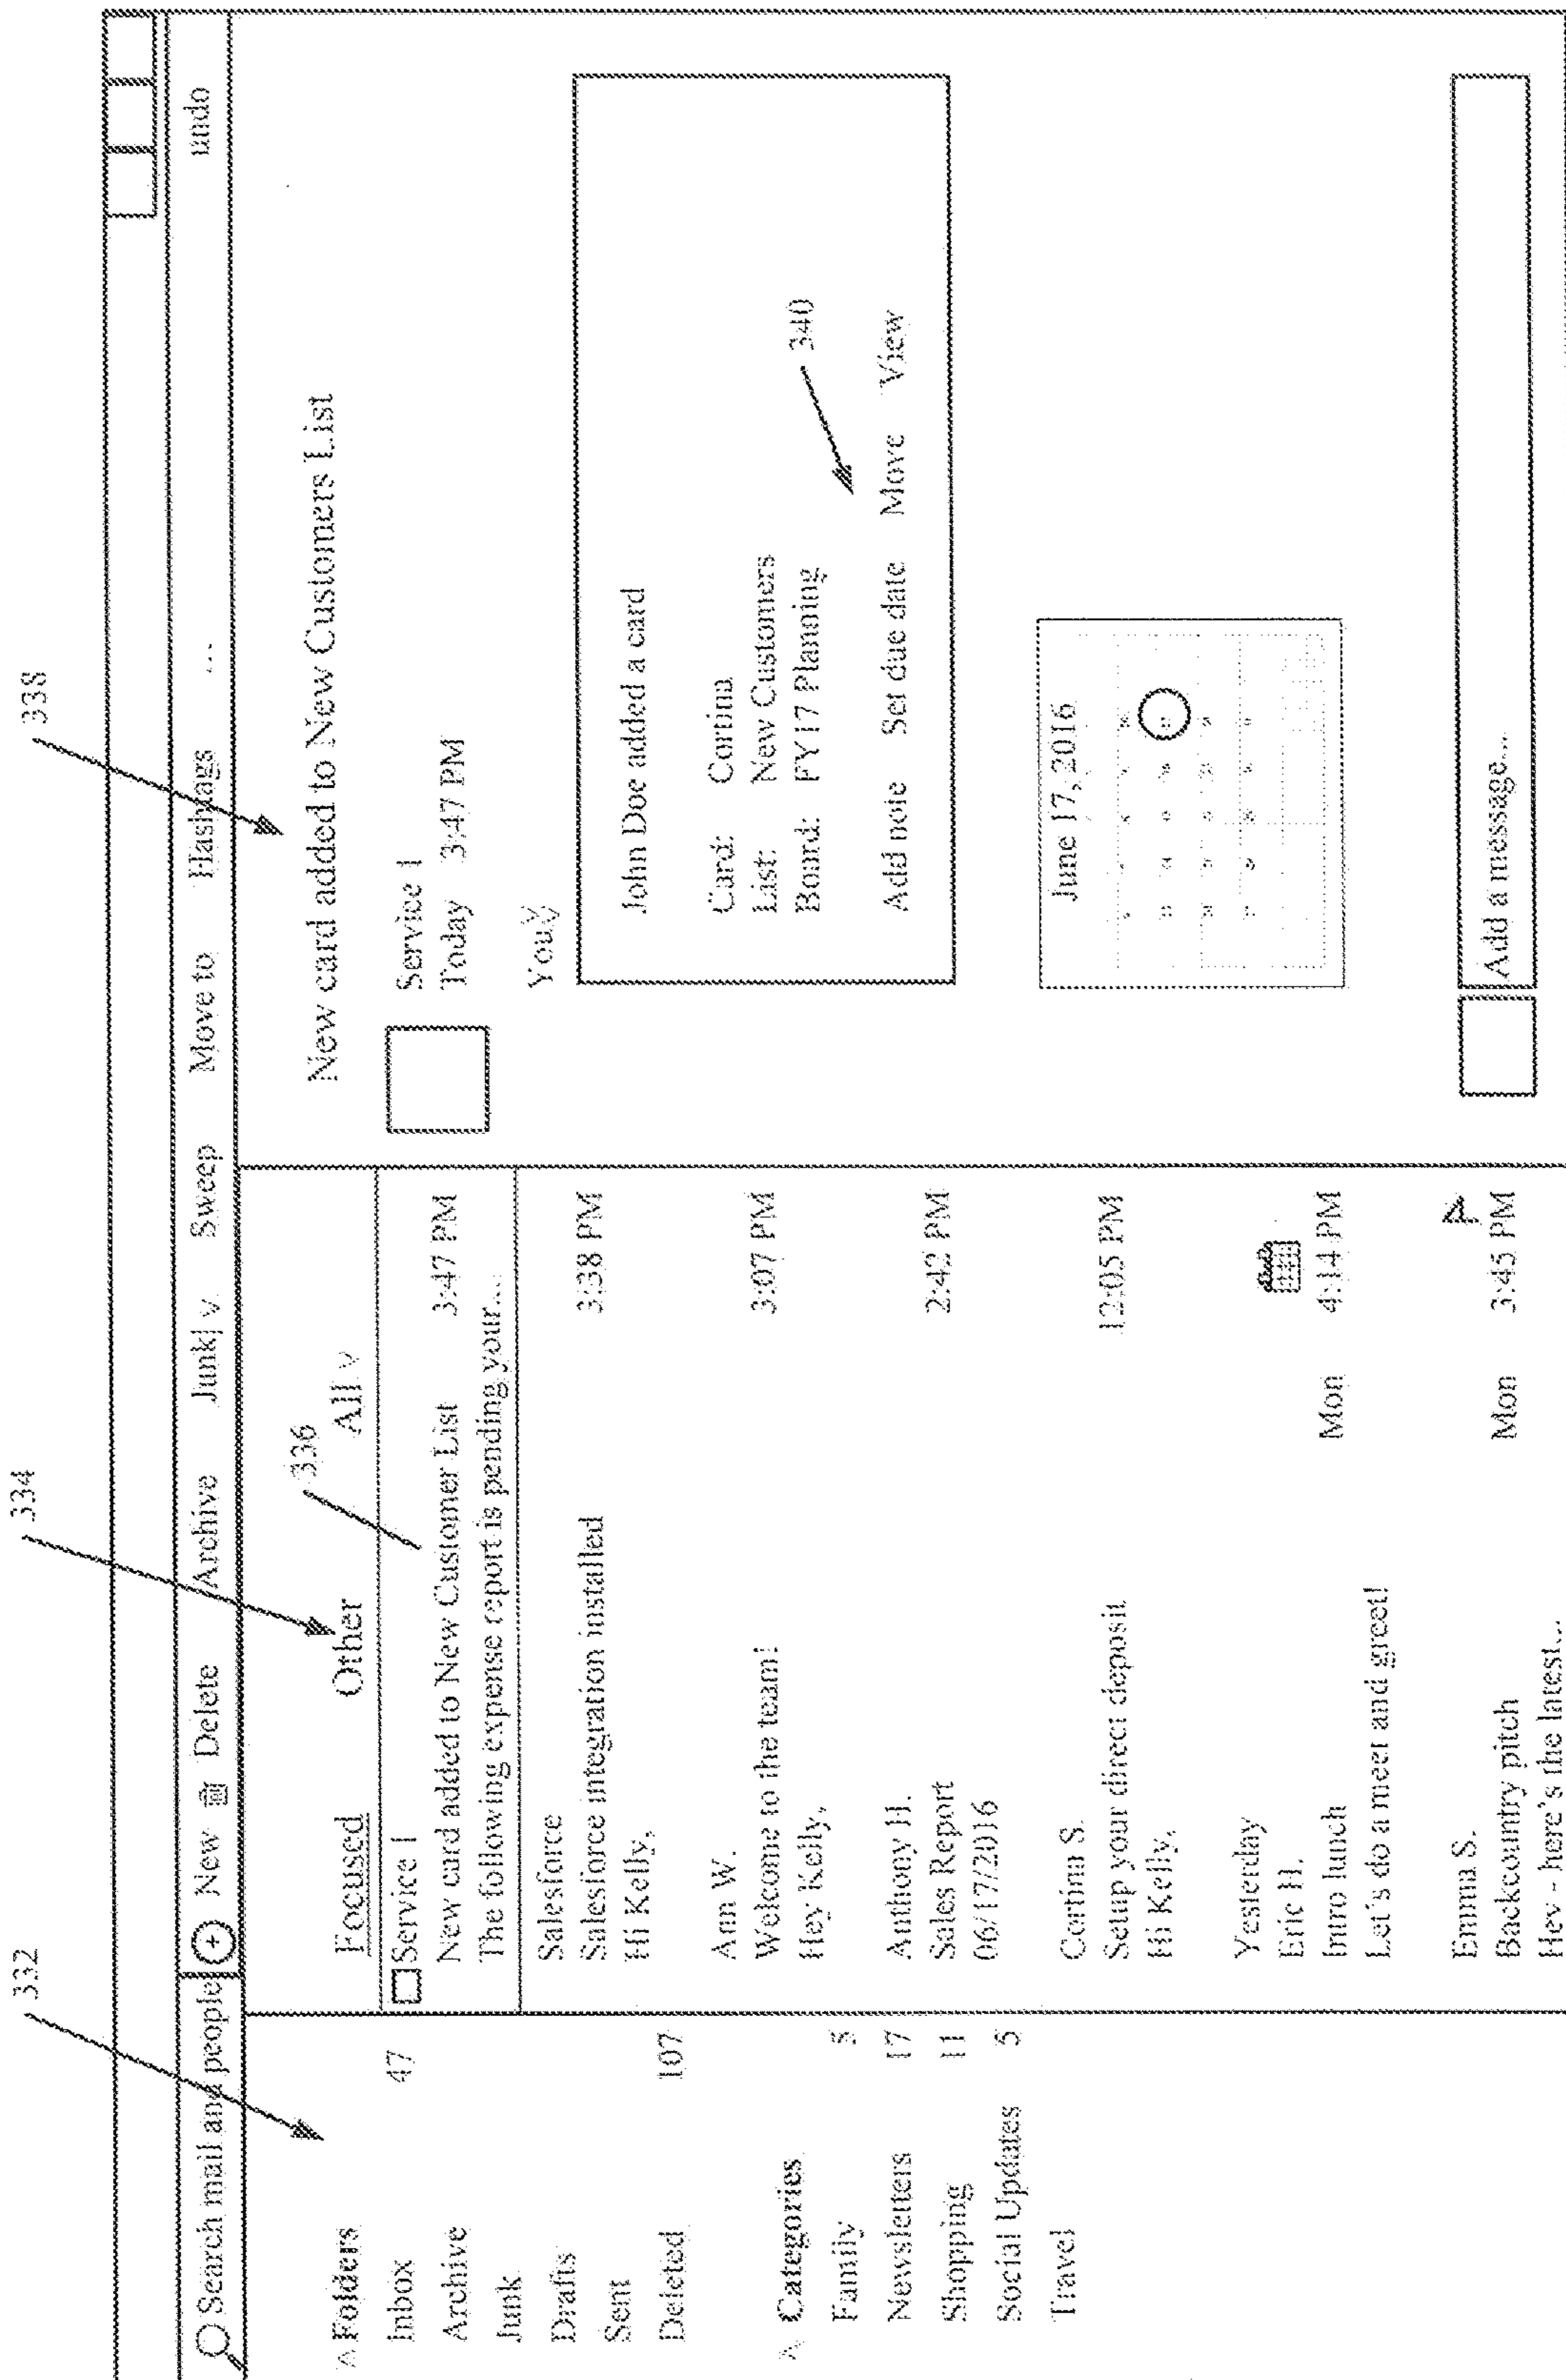 332
334
338
Search mail and people
New
Delete
Archive
Junk| v
Sweep
Move to
Hashtags
...
undo
^ Folders
Inbox 47
Archive
Junk
Drafts
Sent
Deleted 107
^ Categories
Family 5
Newsletters 17
Shopping 11
Social Updates 5
Travel
Focused Other All v
336
Service 1
New card added to New Customer List 3:47 PM
The following expense report is pending your...
Salesforce
Salesforce integration installed 3:38 PM
Hi Kelly,
Ann W.
Welcome to the team! 3:07 PM
Hey Kelly,
Anthony H.
Sales Report 2:42 PM
06/17/2016
Cortina S.
Setup your direct deposit 12:05 PM
Hi Kelly,
Yesterday
Eric H.
Intro lunch Mon 4:14 PM
Let's do a meet and greet!
Emma S.
Backcountry pitch Mon 3:45 PM
Hey - here's the latest...
New card added to New Customers List
Service 1
Today 3:47 PM
You
John Doe added a card
Card: Cortina
List: New Customers
Board: FY17 Planning
340
Add note Set due date Move View
June 17, 2016
Add a message...